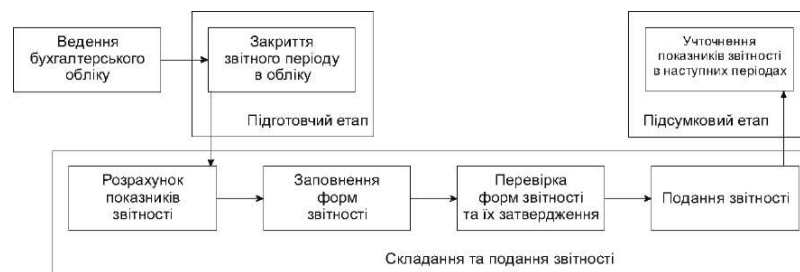 Ведення
бухгалтерського
обліку
Закриття
звітного періоду
в обліку
Підготовчий етап
Учточнення
показників звітності
в наступних періодах
Підсумковий етап
Розрахунок
показників
звітності
Заповнення
форм
звітності
Перевірка
форм звітності
та їх затвердження
Подання звітності
Складання та подання звітності